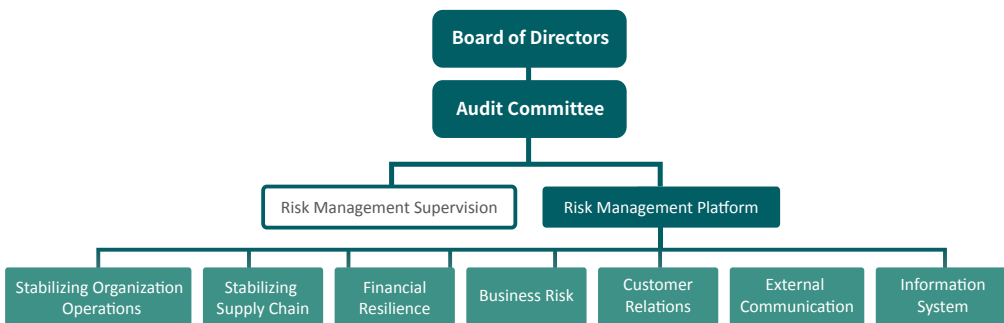 Board of Directors
Audit Committee
Risk Management Supervision
Risk Management Platform
Stabilizing Organization
Operations
Stabilizing
Supply Chain
Financial
Resilience
Business Risk
Customer
Relations
External
Communication
Information
System